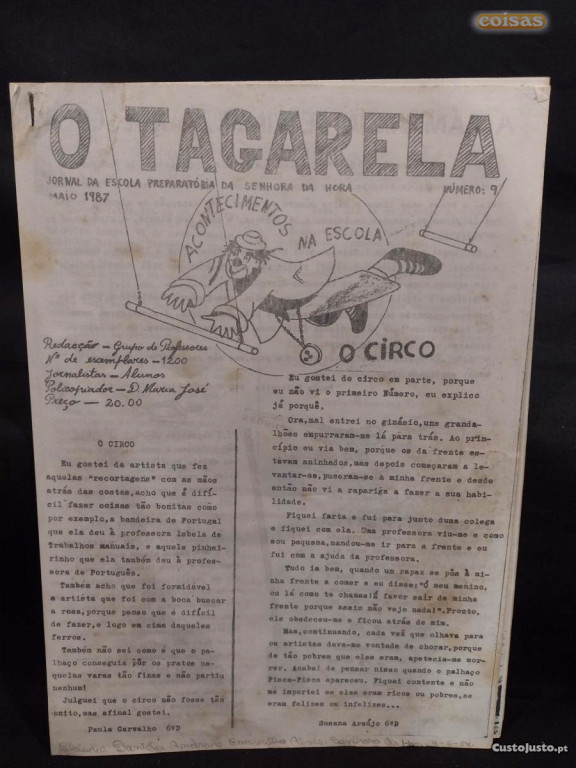 coisas
O TAGARELA
JORNAL DA ESCOLA PREPARATÓRIA DA SENHORA DA HORA
NÚMERO: 9
MAIO 1987
ACONTECIMENTOS
NA ESCOLA
O CIRCO
Redacção - Grupo de Professores
Nº de exemplares - 1200
Jornalistas - Alunos
Policopiador - D. Maria José
Preço - 20.00
O CIRCO
Eu gostei da artista que fez
aquelas "recortagens" com as mãos
atrás das costas, acho que é difí-
cil fazer coisas tão bonitas como
por exemplo, a bandeira de Portugal
que ela deu à professora Isbela de
Trabalhos manuais, e aquele pinhei-
rinho que ela também deu à profes-
sora de Português.
Também acho que foi formidável
a artista que foi com a boca buscar
a rosa, porque penso que é difícil
de fazer, e logo em cima daqueles
ferros.
Também não sei como é que o pa-
lhaço conseguia pôr os pratos na-
quelas varas tão finas e não partiu
nenhum!
Julguei que o circo não fosse tão
muito, mas afinal gostei.
Paula Carvalho 6ºD
Eu gostei do circo em parte, porque
eu não vi o primeiro Número, eu explico
já porquê.
Ora, mal entrei no ginásio, uns granda-
lhões empurraram-me lá para trás. Ao prin-
cípio eu via bem, porque os da frente es-
tavam aninhados, mas depois começaram a le-
vantar-se, puseram-se à minha frente e desde
então não vi a rapariga a fazer a sua habi-
lidade.
Fiquei farta e fui para junto duma colega
e fiquei com ela. Uma professora viu-me e como
sou pequena, mandou-me ir para a frente e eu
fui com a ajuda da professora.
Tudo ia bem, quando um rapaz se pôs à mi-
nha frente a comer e eu disse: "Ó meu menino,
ou lá como te chamas! É favor sair de minha
frente porque assim não vejo nada!". Pronto,
ele obedeceu-me e ficou atrás de mim.
Mas, continuando, cada vez que olhava para
os artistas dava-me vontade de chorar, porque
de tão pobres que eles eram, apetecia-me mor-
rer. Acabei de pensar nisso quando o palhaço
Pisca-Pisca apareceu. Fiquei contente e não
me importei se eles eram ricos ou pobres, se
eram felizes ou infelizes...
Susana Araújo 6ºD
CustoJusto.pt